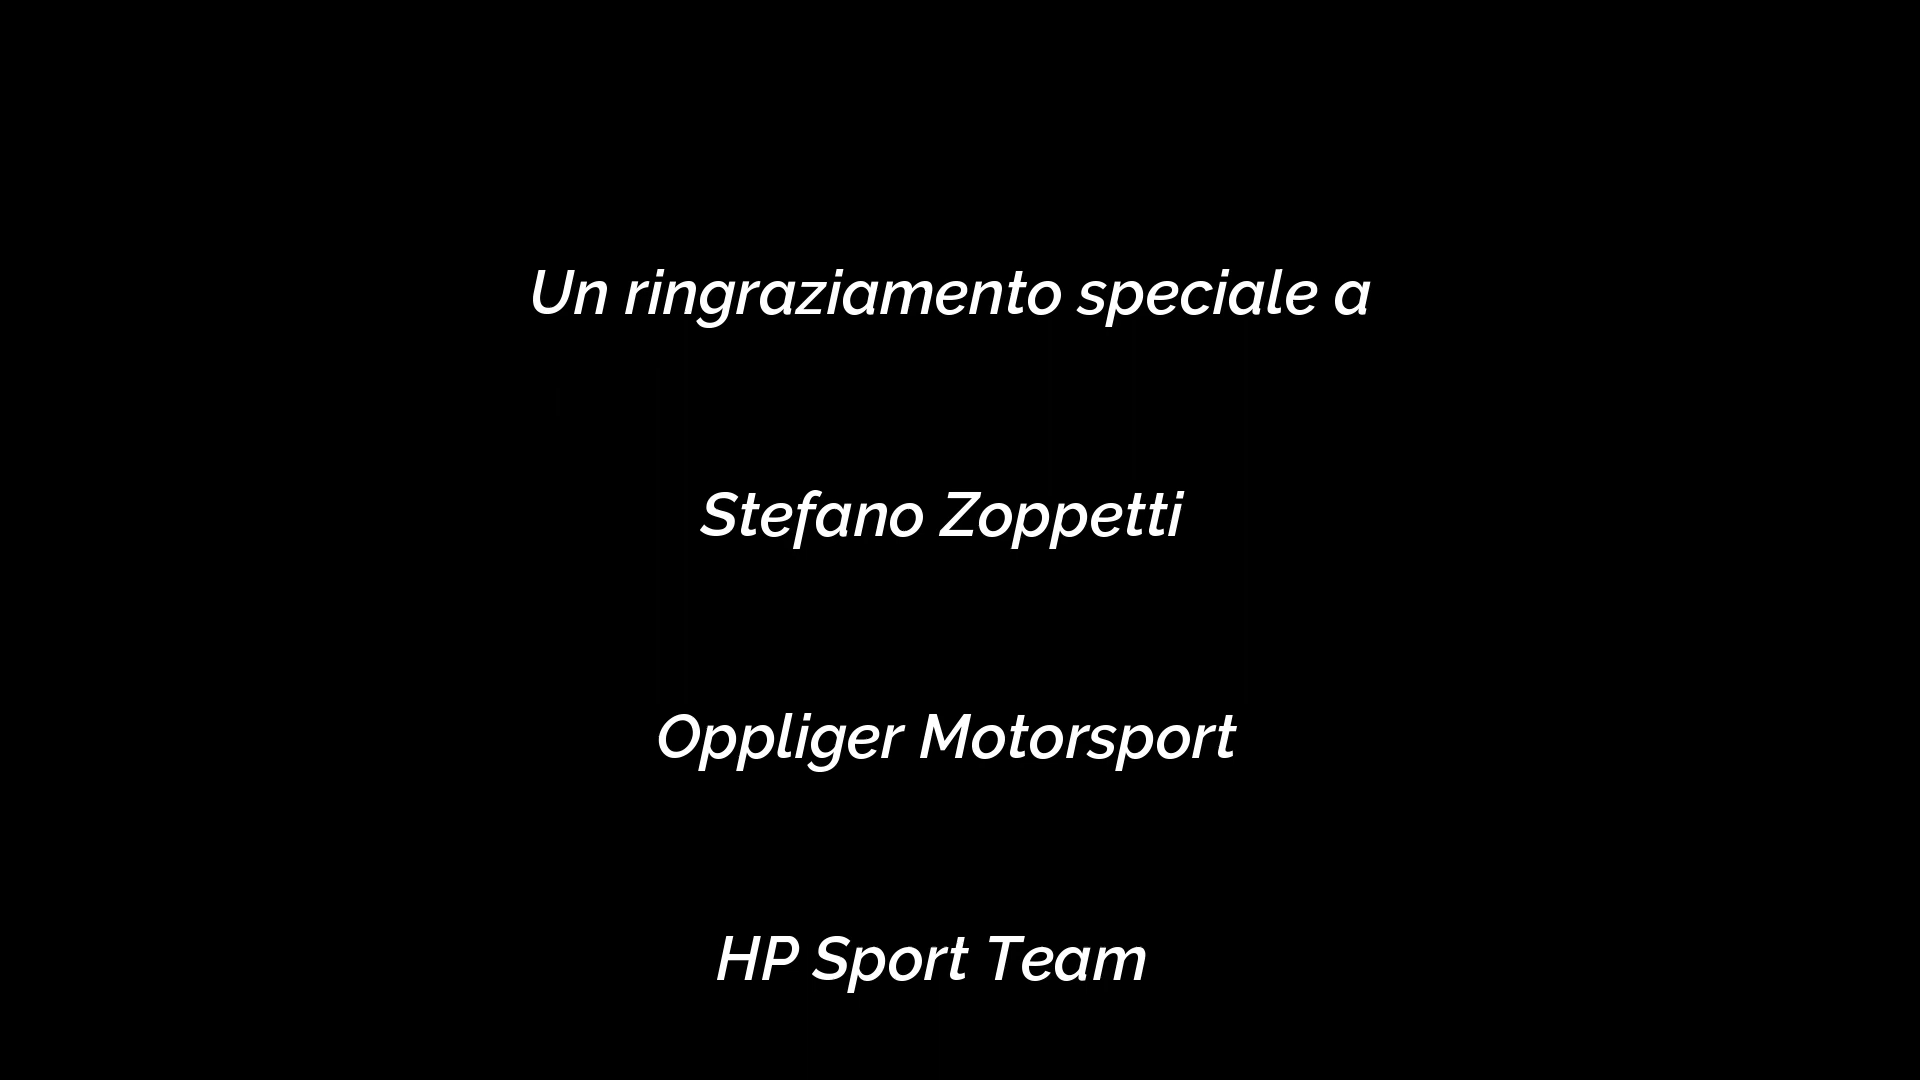 Un ringraziamento speciale a
Stefano Zoppetti
Oppliger Motorsport
HP Sport Team